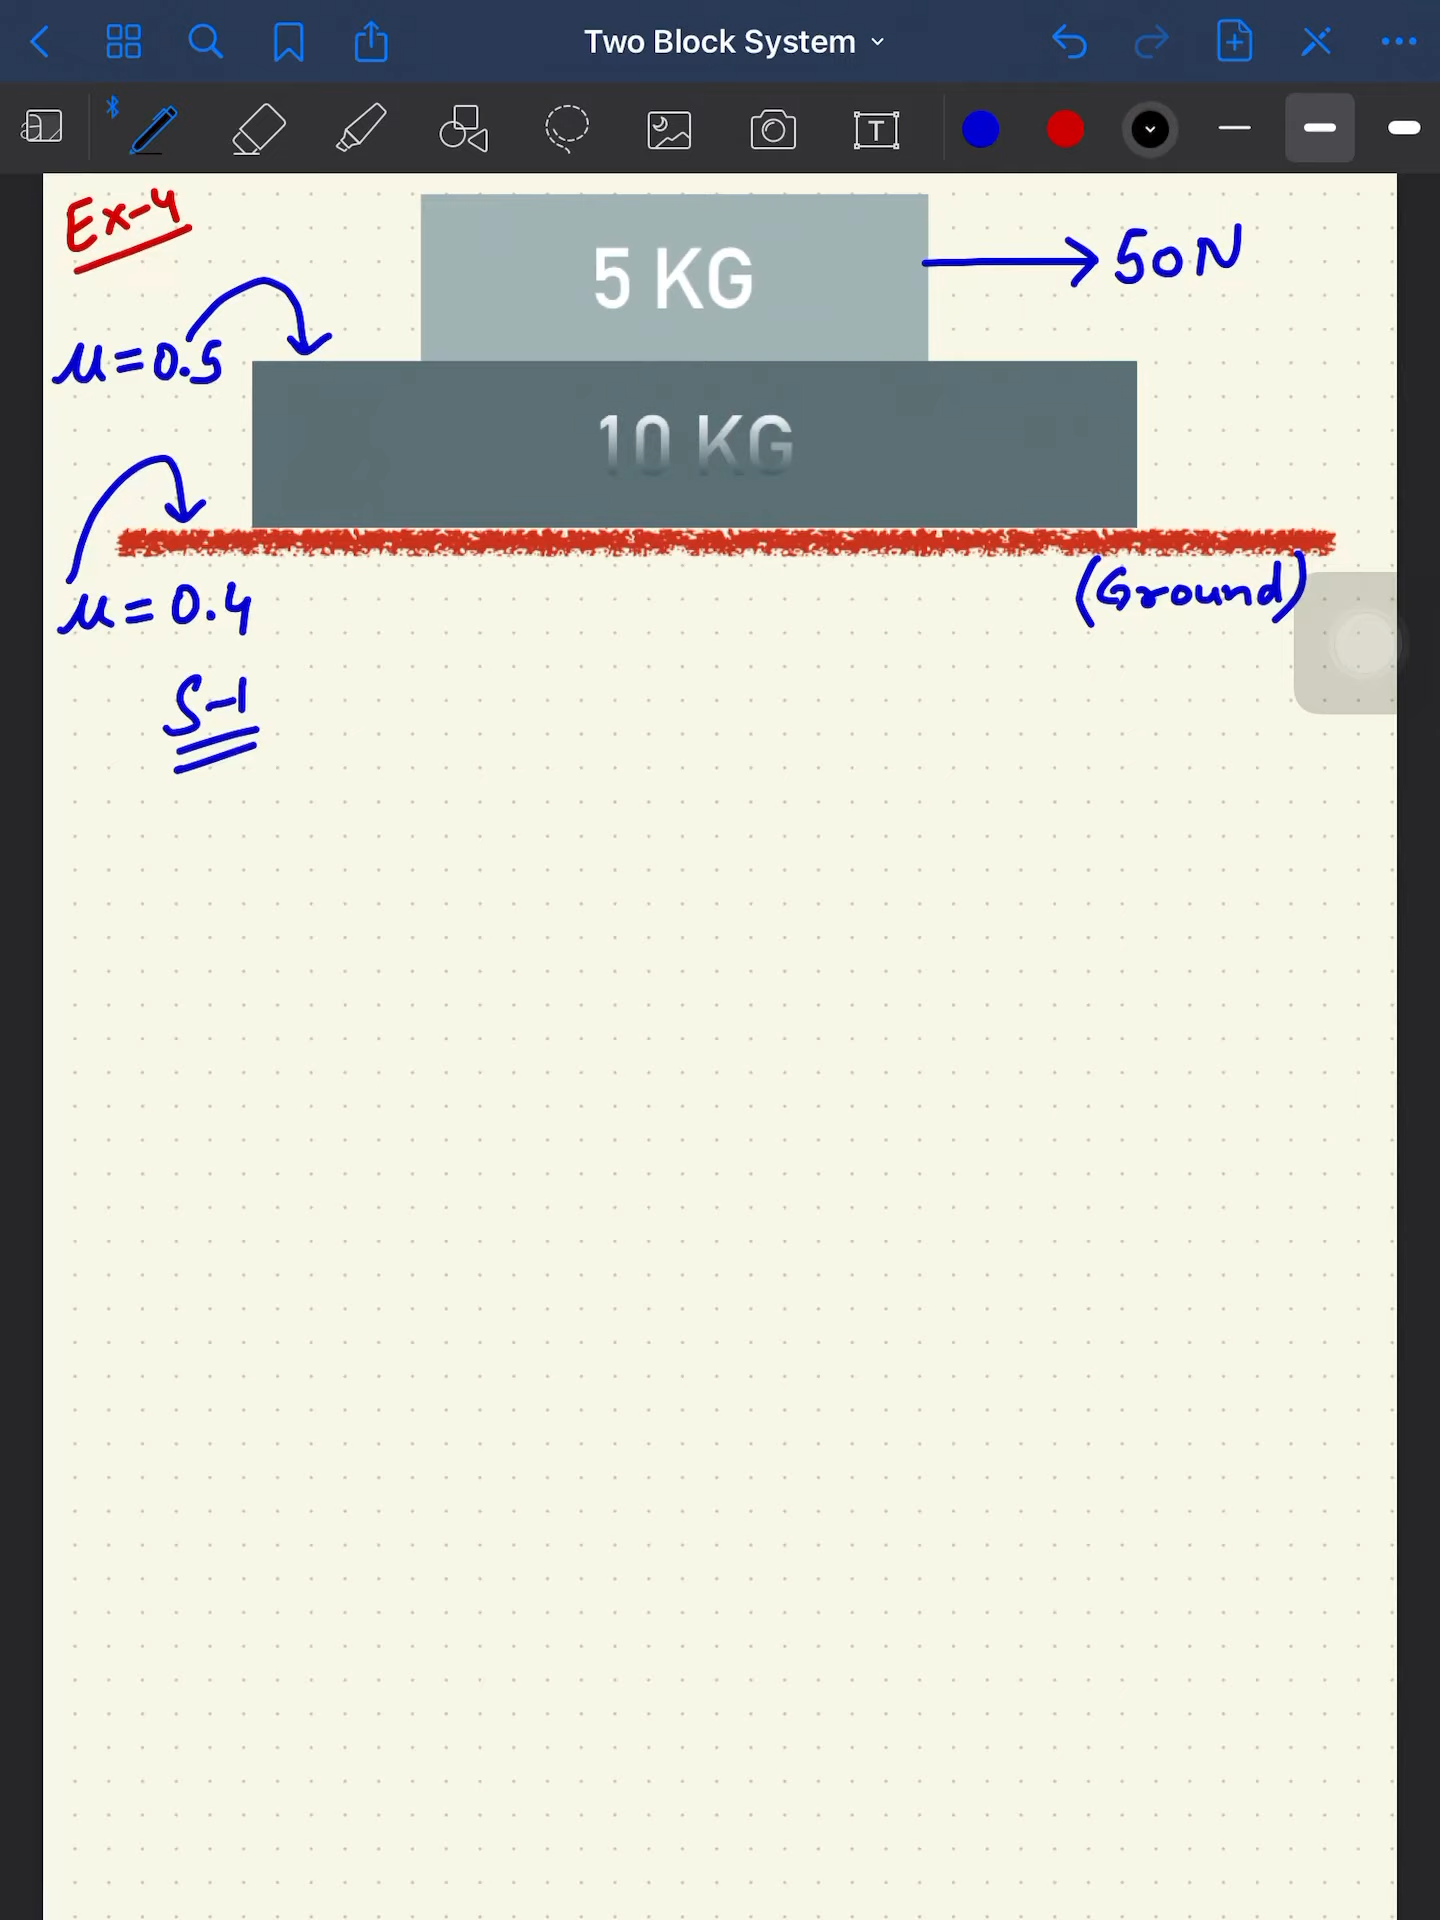 Two Block System
T
Ex-4
5 KG
50N
μ=0.5
10 KG
μ=0.4
(Ground)
S-1